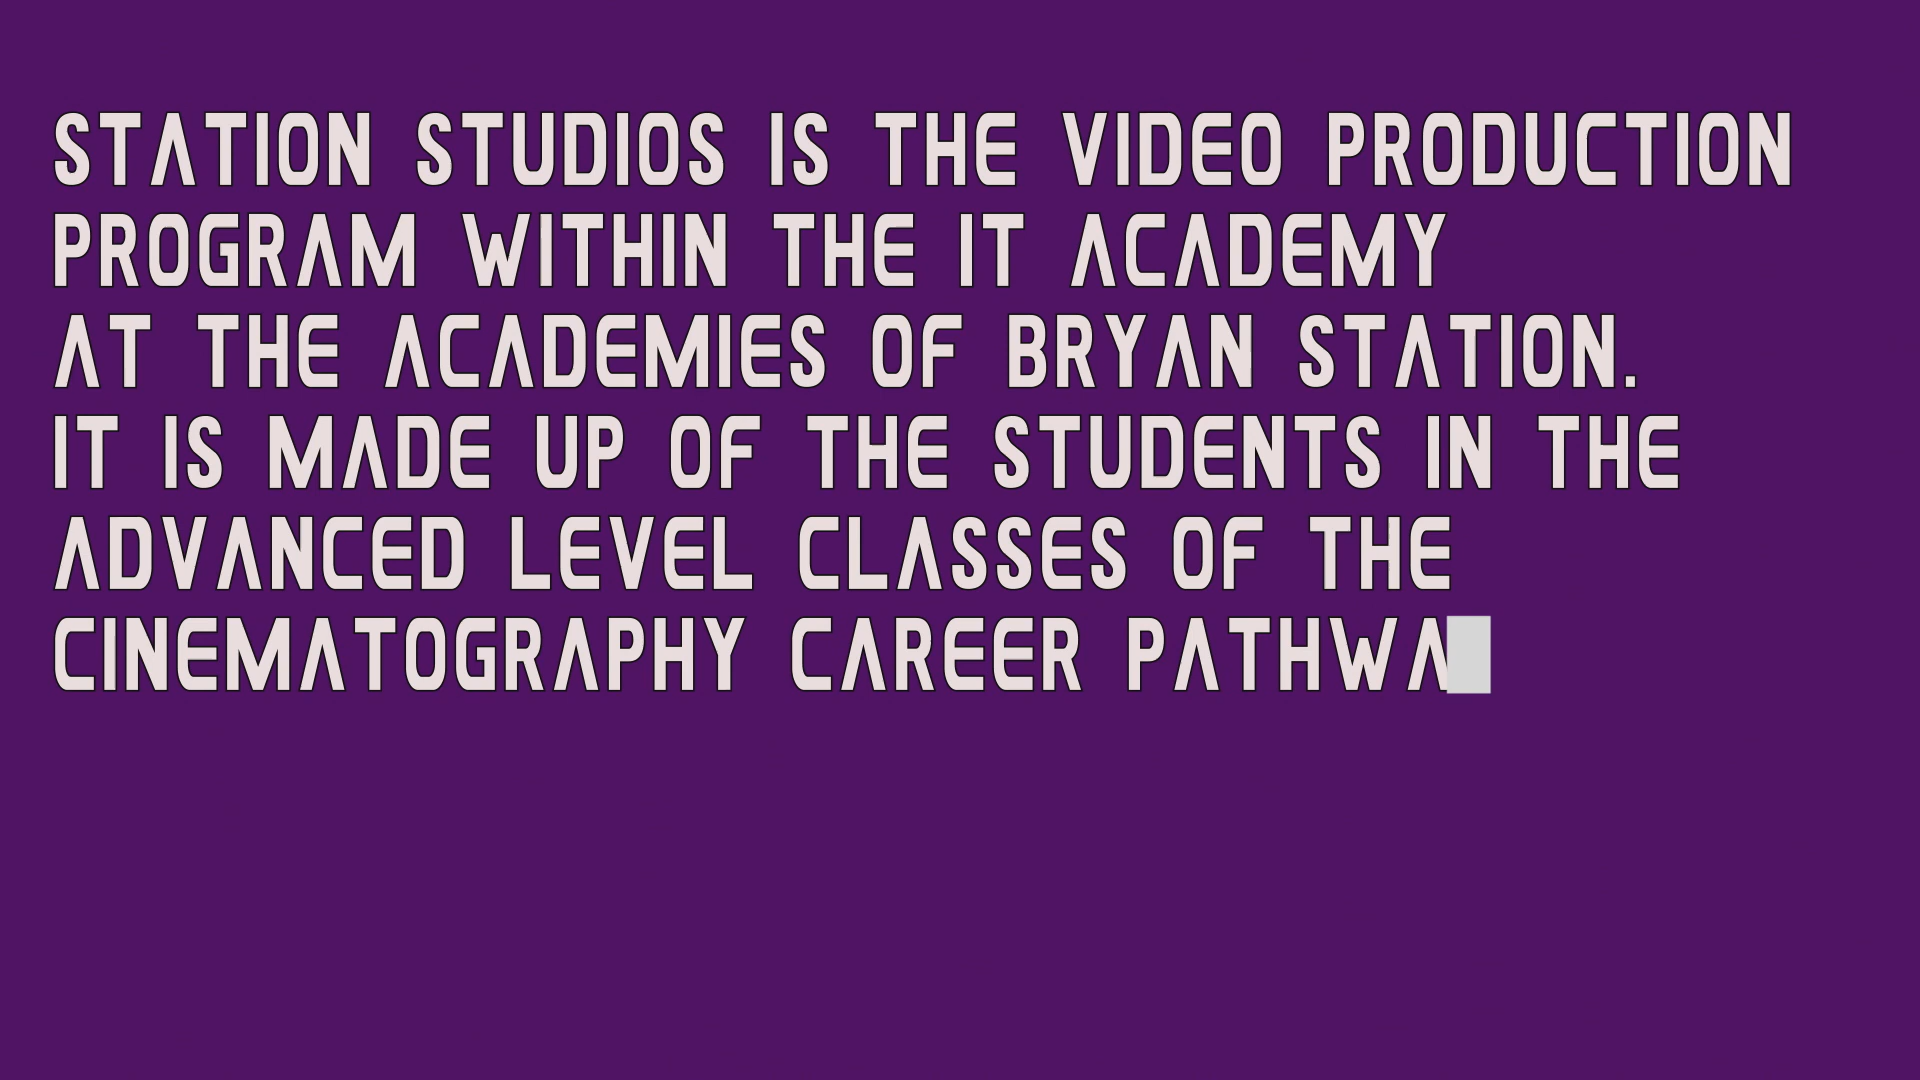 STATION STUDIOS IS THE VIDEO PRODUCTION
PROGRAM WITHIN THE IT ACADEMY
AT THE ACADEMIES OF BRYAN STATION.
IT IS MADE UP OF THE STUDENTS IN THE
ADVANCED LEVEL CLASSES OF THE
CINEMATOGRAPHY CAREER PATHWA